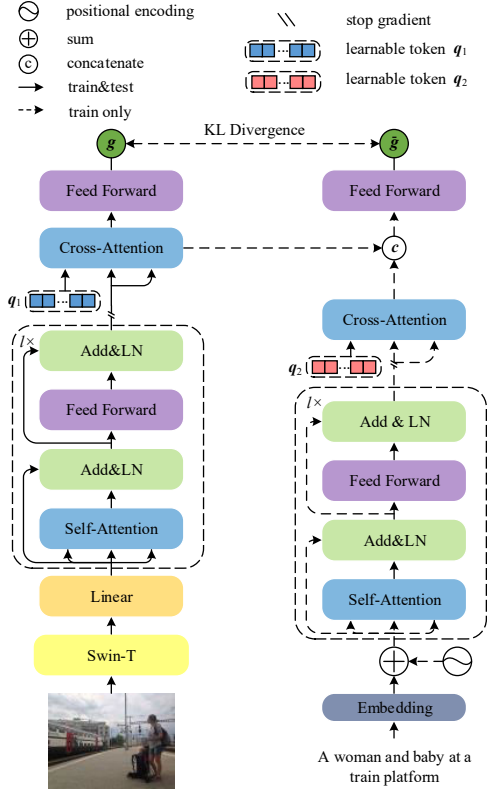 positional encoding
sum
c concatenate
train&test
train only
stop gradient
learnable token q₁
learnable token q₂
g
KL Divergence
g̃
Feed Forward
Feed Forward
Cross-Attention
c
q₁
Cross-Attention
l×
Add&LN
q₂
l×
Feed Forward
Add & LN
Add&LN
Feed Forward
Self-Attention
Add&LN
Linear
Self-Attention
Swin-T
Embedding
A woman and baby at a
train platform